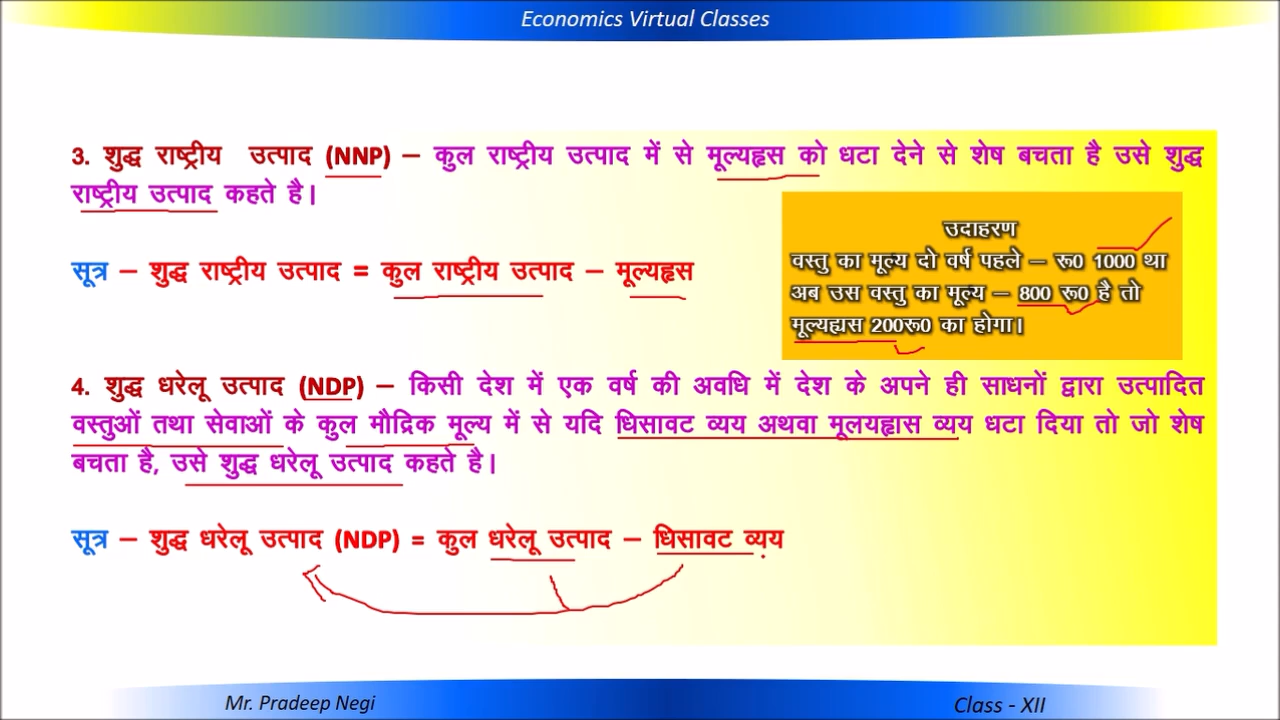 Economics Virtual Classes
3. शुद्ध राष्ट्रीय उत्पाद (NNP) – कुल राष्ट्रीय उत्पाद में से मूल्यहृस को धटा देने से शेष बचता है उसे शुद्ध
राष्ट्रीय उत्पाद कहते है।
उदाहरण
वस्तु का मूल्य दो वर्ष पहले – रू0 1000 था
अब उस वस्तु का मूल्य – 800 रू0 है तो
मूल्यह्यस 200रू0 का होगा।
सूत्र – शुद्ध राष्ट्रीय उत्पाद = कुल राष्ट्रीय उत्पाद – मूल्यहृस
4. शुद्ध धरेलू उत्पाद (NDP) – किसी देश में एक वर्ष की अवधि में देश के अपने ही साधनों द्वारा उत्पादित
वस्तुओं तथा सेवाओं के कुल मौद्रिक मूल्य में से यदि धिसावट व्यय अथवा मूलयहृास व्यय धटा दिया तो जो शेष
बचता है, उसे शुद्ध धरेलू उत्पाद कहते है।
सूत्र – शुद्ध धरेलू उत्पाद (NDP) = कुल धरेलू उत्पाद – धिसावट व्यय
Mr. Pradeep Negi
Class - XII